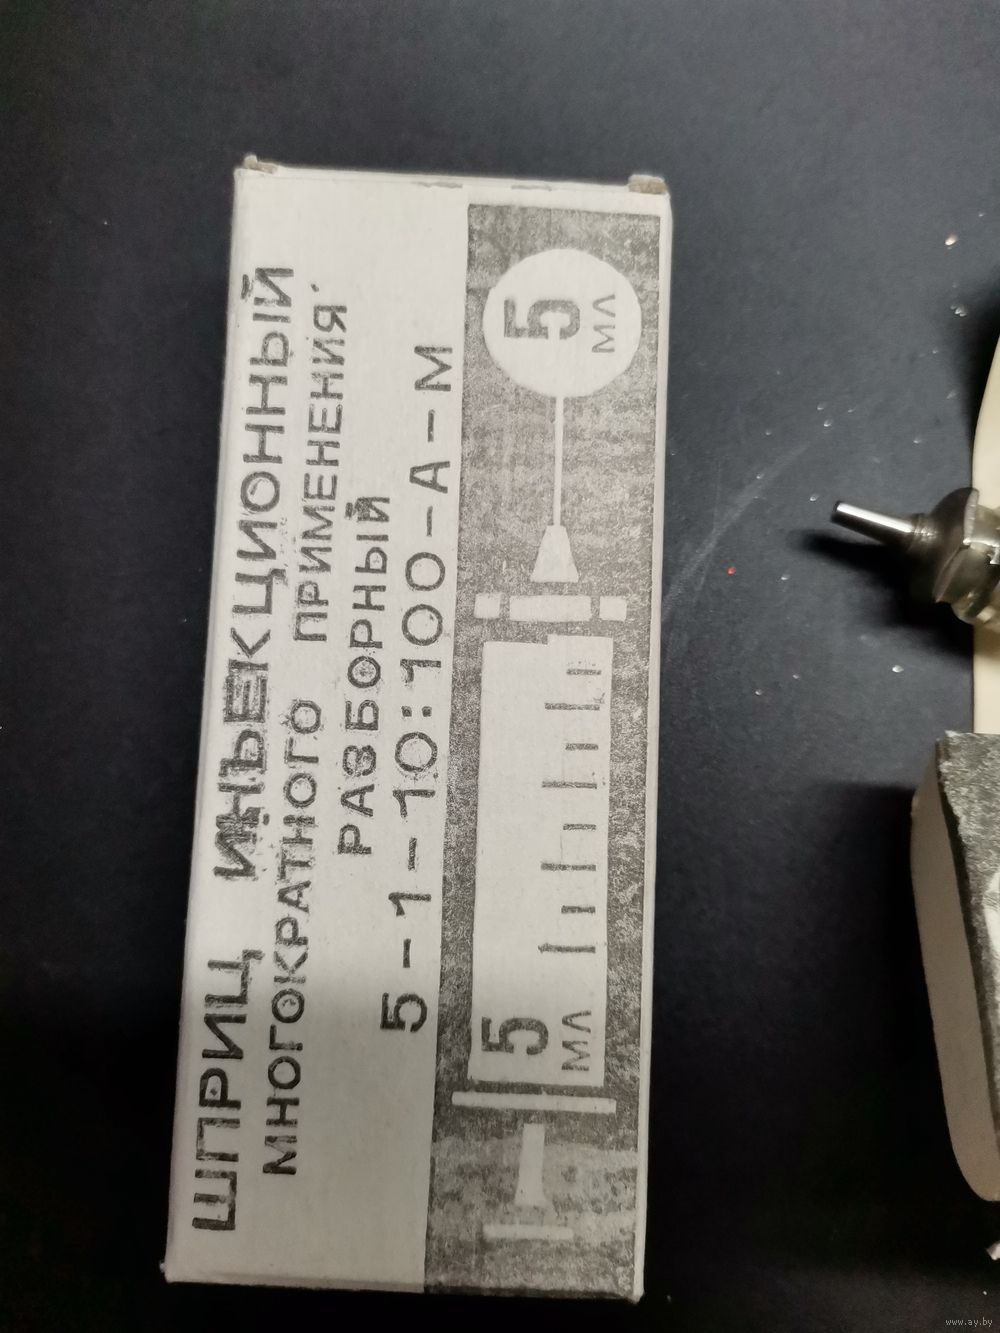 ШПРИЦ ИНЪЕКЦИОННЫЙ
МНОГОКРАТНОГО ПРИМЕНЕНИЯ
РАЗБОРНЫЙ
5-1-10:100-А-М
5 МЛ
5 МЛ
www.ay.by